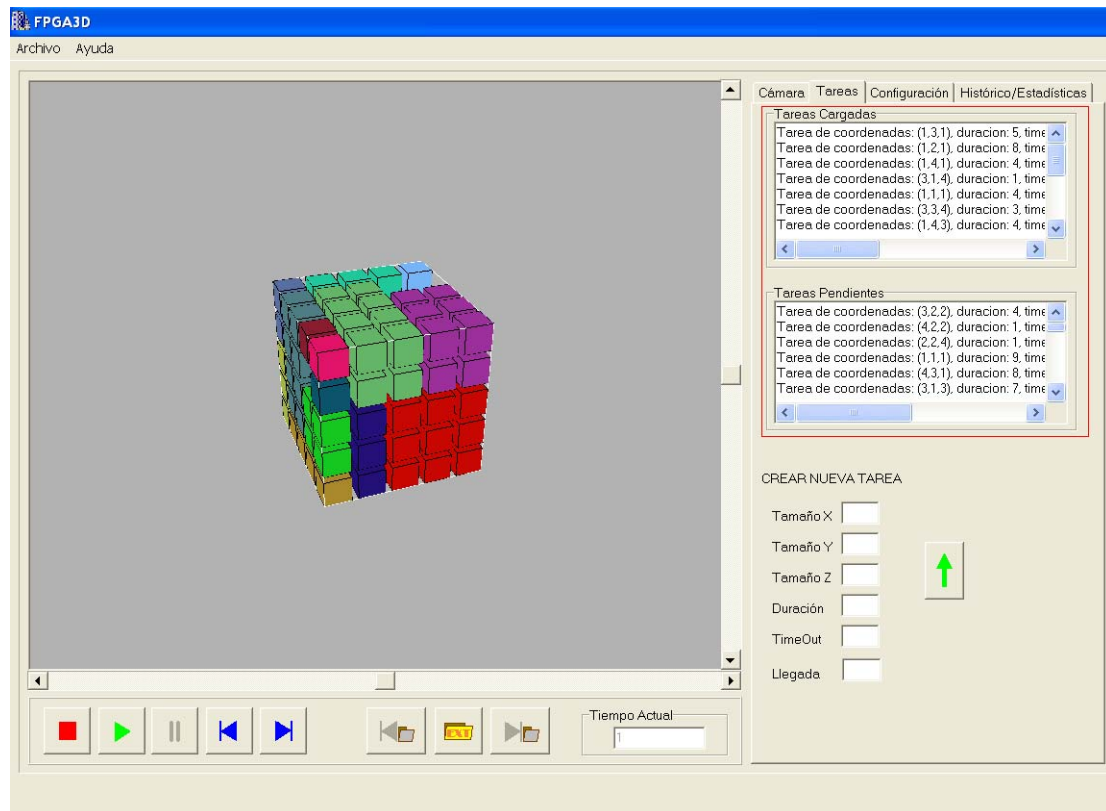 FPGA3D
Archivo Ayuda
Cámara Tareas Configuración Histórico/Estadísticas
Tareas Cargadas
Tarea de coordenadas: (1,3,1), duracion: 5, time
Tarea de coordenadas: (1,2,1), duracion: 8, time
Tarea de coordenadas: (1,4,1), duracion: 4, time
Tarea de coordenadas: (3,1,4), duracion: 1, time
Tarea de coordenadas: (1,1,1), duracion: 4, time
Tarea de coordenadas: (3,3,4), duracion: 3, time
Tarea de coordenadas: (1,4,3), duracion: 4, time
Tareas Pendientes
Tarea de coordenadas: (3,2,2), duracion: 4, time
Tarea de coordenadas: (4,2,2), duracion: 1, time
Tarea de coordenadas: (2,2,4), duracion: 1, time
Tarea de coordenadas: (1,1,1), duracion: 9, time
Tarea de coordenadas: (4,3,1), duracion: 8, time
Tarea de coordenadas: (3,1,3), duracion: 7, time
CREAR NUEVA TAREA
Tamaño X
Tamaño Y
Tamaño Z
Duración
TimeOut
Llegada
EXT
Tiempo Actual
1